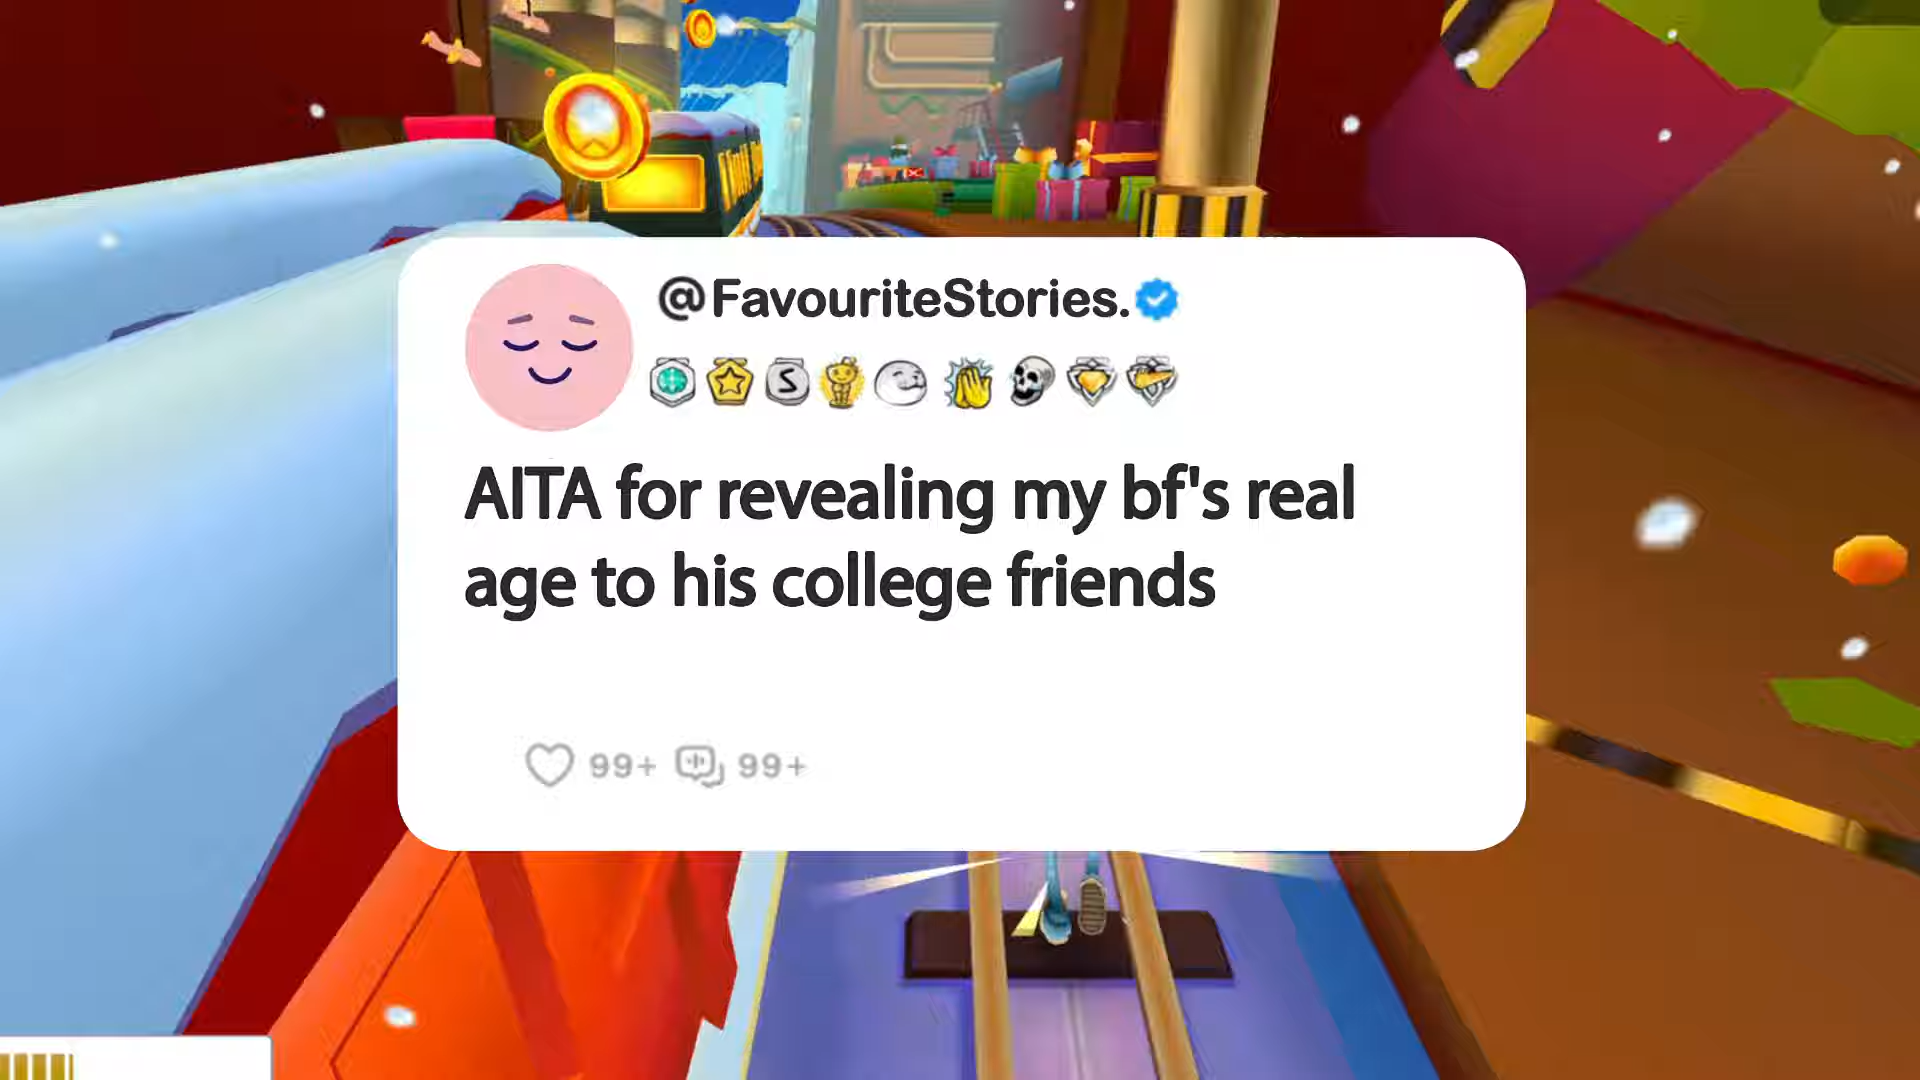 @FavouriteStories.
AITA for revealing my bf's real
age to his college friends
99+ 99+